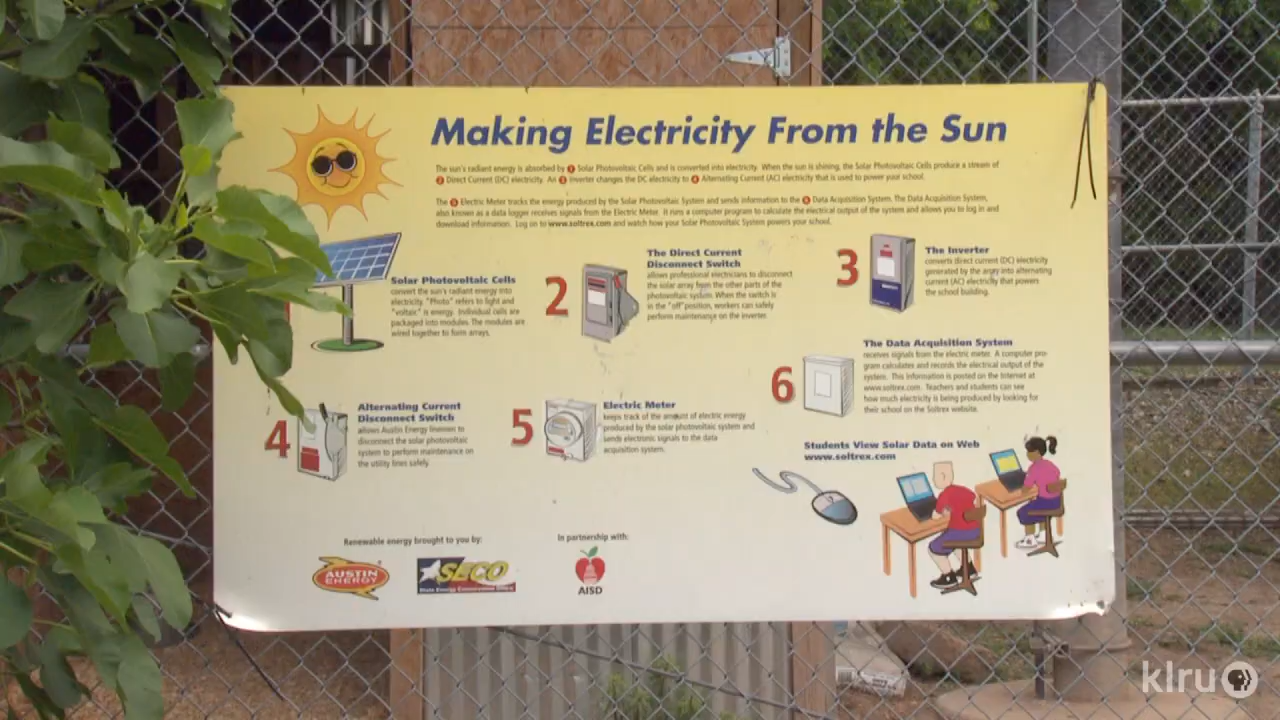 Making Electricity From the Sun
The sun's radiant energy is absorbed by 1 Solar Photovoltaic Cells and is converted into electricity. When the sun is shining, the Solar Photovoltaic Cells produce a stream of
2 Direct Current (DC) electricity. An 3 Inverter changes the DC electricity to 4 Alternating Current (AC) electricity that is used to power your school.
The 5 Electric Meter tracks the energy produced by the Solar Photovoltaic System and sends information to the 6 Data Acquisition System. The Data Acquisition System,
also known as a data logger receives signals from the Electric Meter. It runs a computer program to calculate the electrical output of the system and allows you to log in and
download information. Log on to www.soltrex.com and watch how your Solar Photovoltaic System powers your school.
Solar Photovoltaic Cells
convert the sun's radiant energy into
electricity. "Photo" refers to light and
"voltaic" is energy. Individual cells are
packaged into modules. The modules are
wired together to form arrays.
2
The Direct Current
Disconnect Switch
allows professional electricians to disconnect
the solar array from the other parts of the
photovoltaic system. When the switch is
in the "off" position, workers can safely
perform maintenance on the inverter.
3
The Inverter
converts direct current (DC) electricity
generated by the array into alternating
current (AC) electricity that powers
the school building.
4
Alternating Current
Disconnect Switch
allows Austin Energy linemen to
disconnect the solar photovoltaic
system to perform maintenance on
the utility lines safely.
5
Electric Meter
keeps track of the amount of electric energy
produced by the solar photovoltaic system and
sends electronic signals to the data
acquisition system.
6
The Data Acquisition System
receives signals from the electric meter. A computer pro-
gram calculates and records the electrical output of the
system. This information is posted on the Internet at
www.soltrex.com. Teachers and students can see
how much electricity is being produced by looking for
their school on the Soltrex website.
Students View Solar Data on Web
www.soltrex.com
Renewable energy brought to you by:
AUSTIN
ENERGY
SECO
State Energy Conservation Office
In partnership with:
AISD
klru